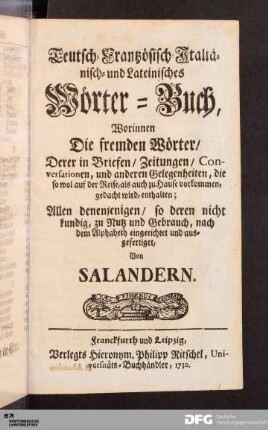 Teutsch-Frantzösisch-Italiä-
nisch- und Lateinisches
Wörter-Buch,
Worinnen
Die fremden Wörter/
Derer in Briefen/ Zeitungen/ Con-
versationen, und anderen Gelegenheiten, die
so wol auf der Reise, als auch zu Hause vorkommen,
gedacht wird, enthalten;
Allen denenjenigen/ so deren nicht
kundig, zu Nutz und Gebrauch, nach
dem Alphabeth eingerichtet und aus-
gefertiget,
Von
SALANDERN.
Franckfurth und Leipzig,
Verlegts Hieronym. Philipp Ritschel, Uni-
versitäts-Buchhändler, 1730.
DFG
Deutsche
Forschungsgemeinschaft